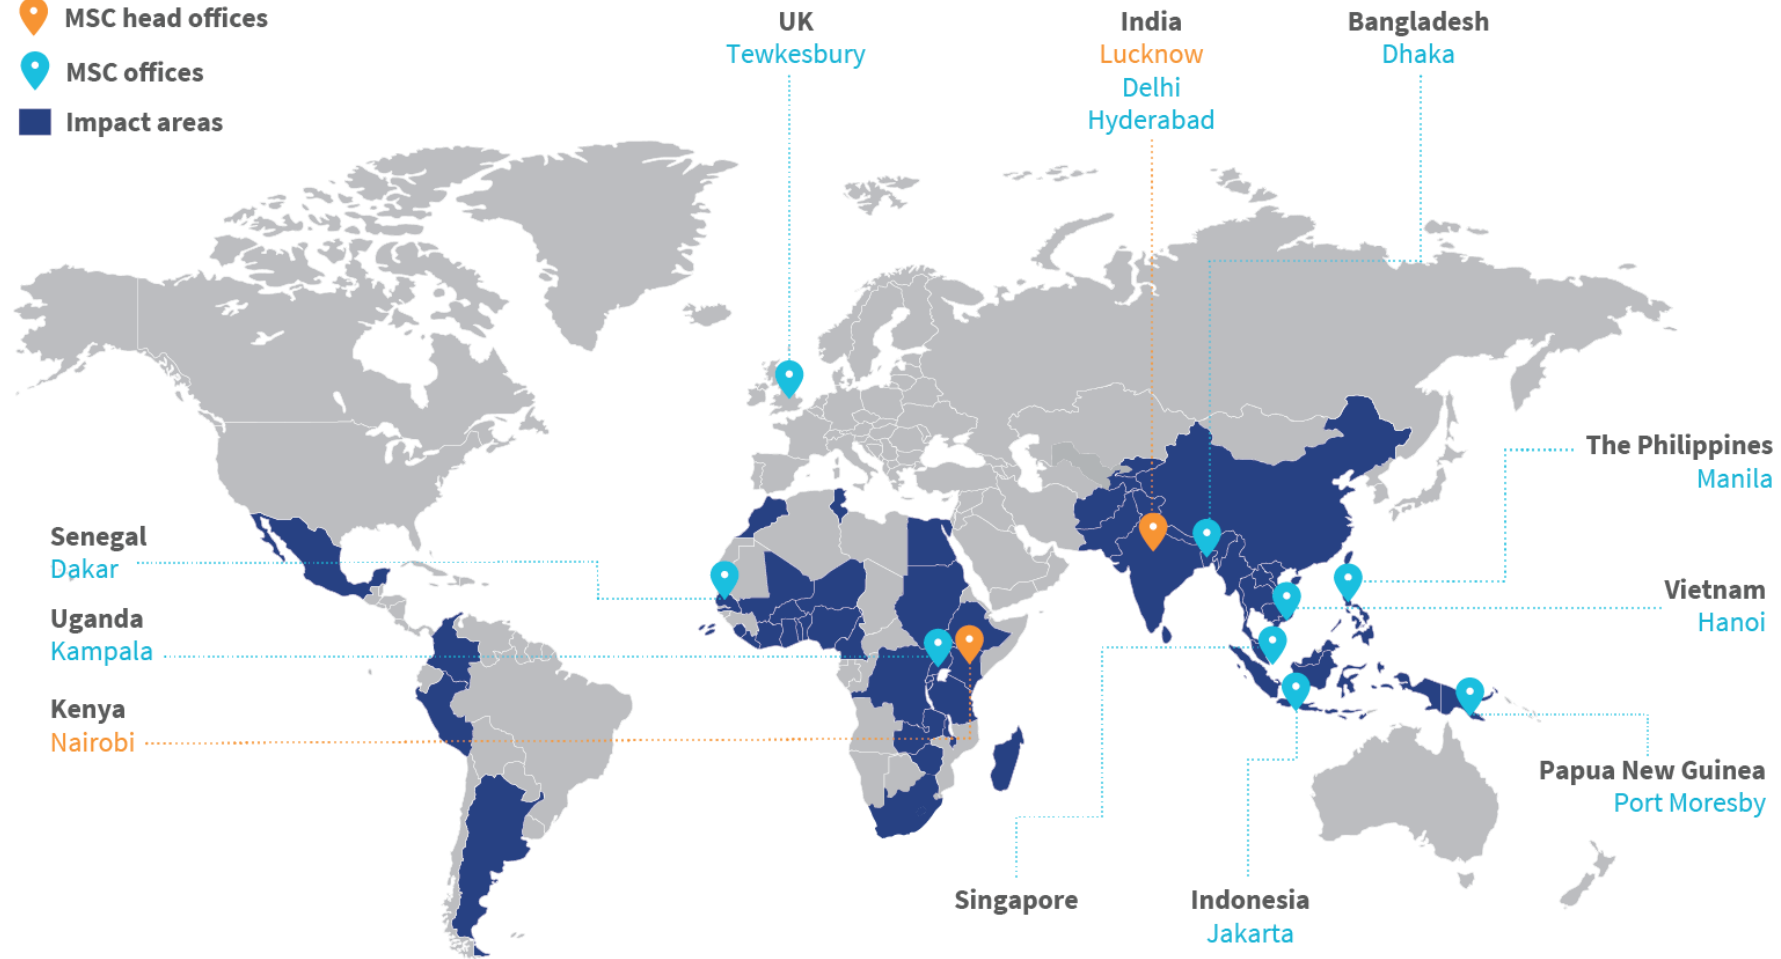 MSC head offices
MSC offices
Impact areas
UK
Tewkesbury
India
Lucknow
Delhi
Hyderabad
Bangladesh
Dhaka
The Philippines
Manila
Senegal
Dakar
Vietnam
Hanoi
Uganda
Kampala
Kenya
Nairobi
Papua New Guinea
Port Moresby
Singapore
Indonesia
Jakarta